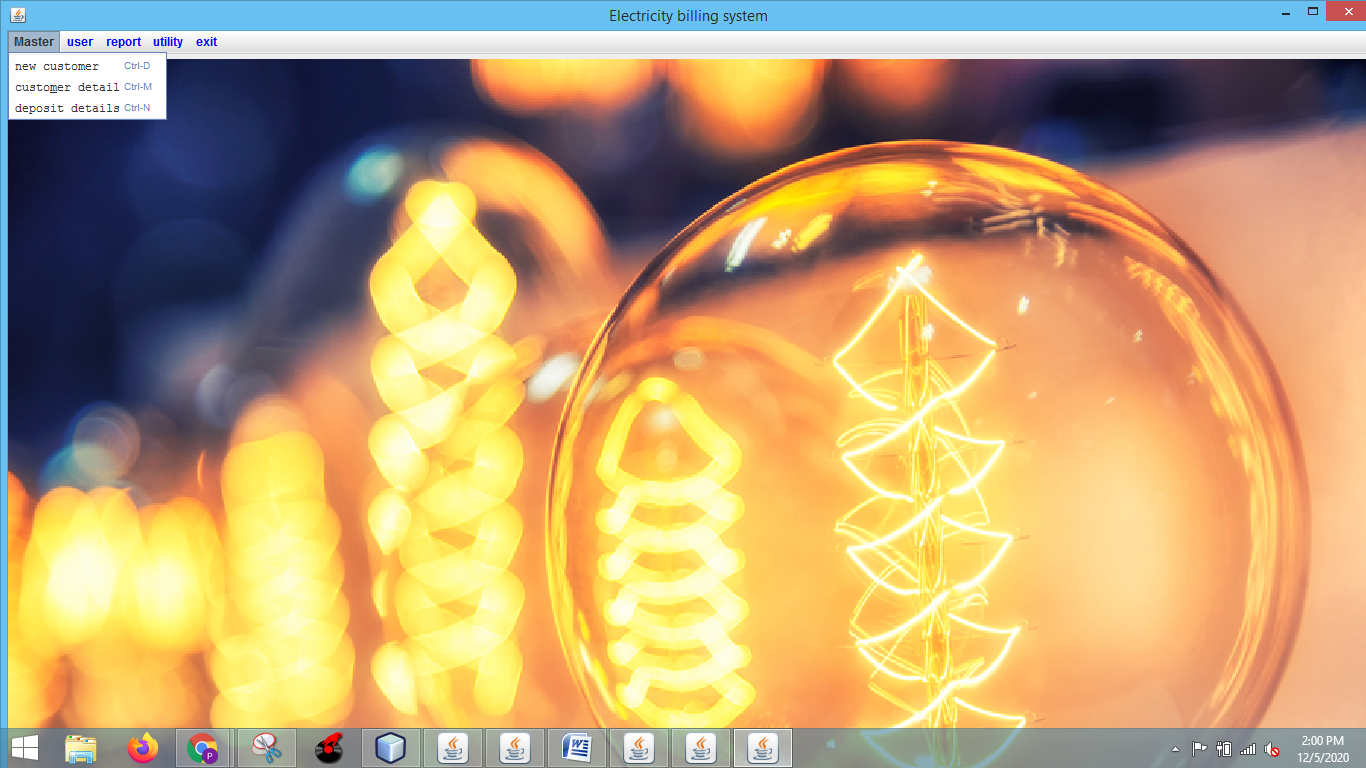 Electricity billing system
Master user report utility exit
new customer Ctrl-D
customer detail Ctrl-M
deposit details Ctrl-N
P
W
2:00 PM
12/5/2020